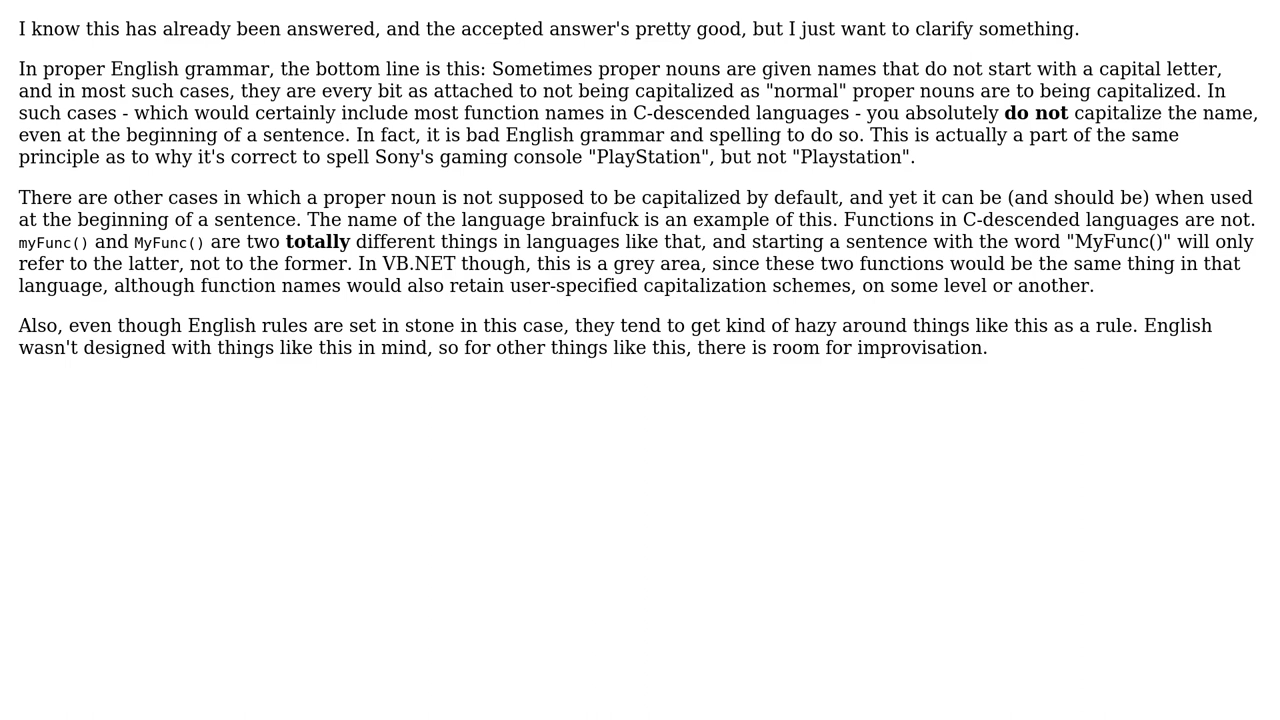 I know this has already been answered, and the accepted answer's pretty good, but I just want to clarify something.
In proper English grammar, the bottom line is this: Sometimes proper nouns are given names that do not start with a capital letter,
and in most such cases, they are every bit as attached to not being capitalized as "normal" proper nouns are to being capitalized. In
such cases - which would certainly include most function names in C-descended languages - you absolutely do not capitalize the name,
even at the beginning of a sentence. In fact, it is bad English grammar and spelling to do so. This is actually a part of the same
principle as to why it's correct to spell Sony's gaming console "PlayStation", but not "Playstation".
There are other cases in which a proper noun is not supposed to be capitalized by default, and yet it can be (and should be) when used
at the beginning of a sentence. The name of the language brainfuck is an example of this. Functions in C-descended languages are not.
myFunc() and MyFunc() are two totally different things in languages like that, and starting a sentence with the word "MyFunc()" will only
refer to the latter, not to the former. In VB.NET though, this is a grey area, since these two functions would be the same thing in that
language, although function names would also retain user-specified capitalization schemes, on some level or another.
Also, even though English rules are set in stone in this case, they tend to get kind of hazy around things like this as a rule. English
wasn't designed with things like this in mind, so for other things like this, there is room for improvisation.